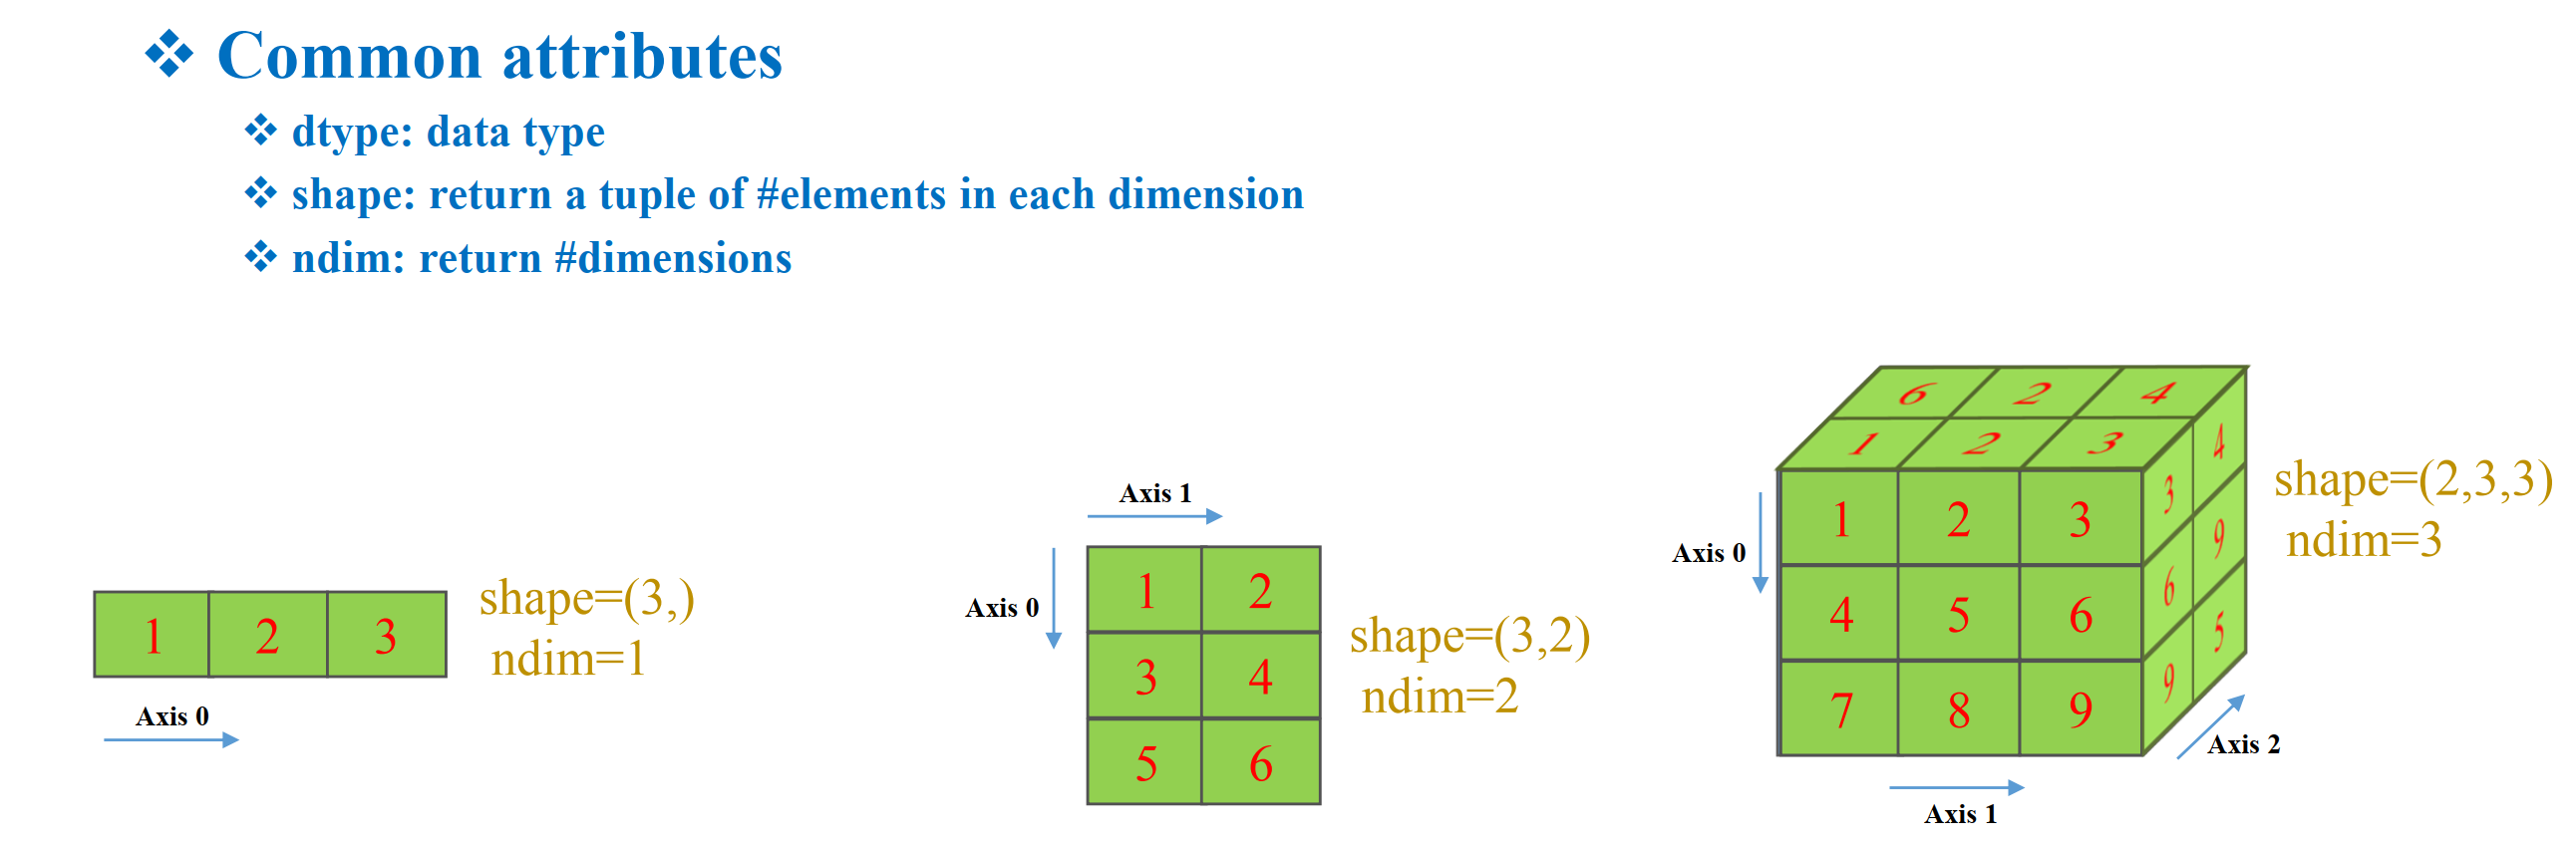 ❖ Common attributes
❖ dtype: data type
❖ shape: return a tuple of #elements in each dimension
❖ ndim: return #dimensions
1 2 3
shape=(3,)
ndim=1
Axis 0
Axis 1
Axis 0
1 2
3 4
5 6
shape=(3,2)
ndim=2
6 2 4
1 2 3
Axis 0
1 2 3
4 5 6
7 8 9
3 4
6 9
9 5
shape=(2,3,3)
ndim=3
Axis 2
Axis 1